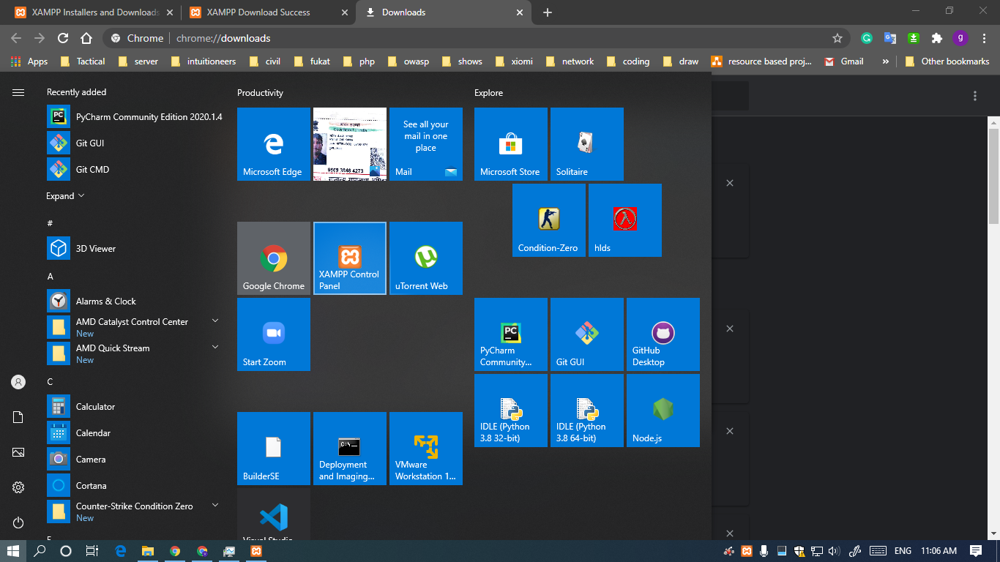 XAMPP Installers and Downloads
XAMPP Download Success
Downloads
Chrome
chrome://downloads
g
Apps
Tactical
server
intuitioneers
civil
fukat
php
owasp
shows
xiomi
network
coding
draw
resource based proj...
Gmail
»
Other bookmarks
Recently added
PyCharm Community Edition 2020.1.4
Git GUI
Git CMD
Expand
#
3D Viewer
A
Alarms & Clock
AMD Catalyst Control Center
New
AMD Quick Stream
New
C
Calculator
Calendar
Camera
Cortana
Counter-Strike Condition Zero
New
Productivity
Microsoft Edge
See all your
mail in one
place
Mail
Google Chrome
XAMPP Control
Panel
uTorrent Web
Start Zoom
BuilderSE
Deployment
and Imaging...
VMware
Workstation 1...
Visual Studio
Explore
Microsoft Store
Solitaire
Condition-Zero
hlds
PyCharm
Community...
Git GUI
GitHub
Desktop
IDLE (Python
3.8 32-bit)
IDLE (Python
3.8 64-bit)
Node.js
ENG
11:06 AM